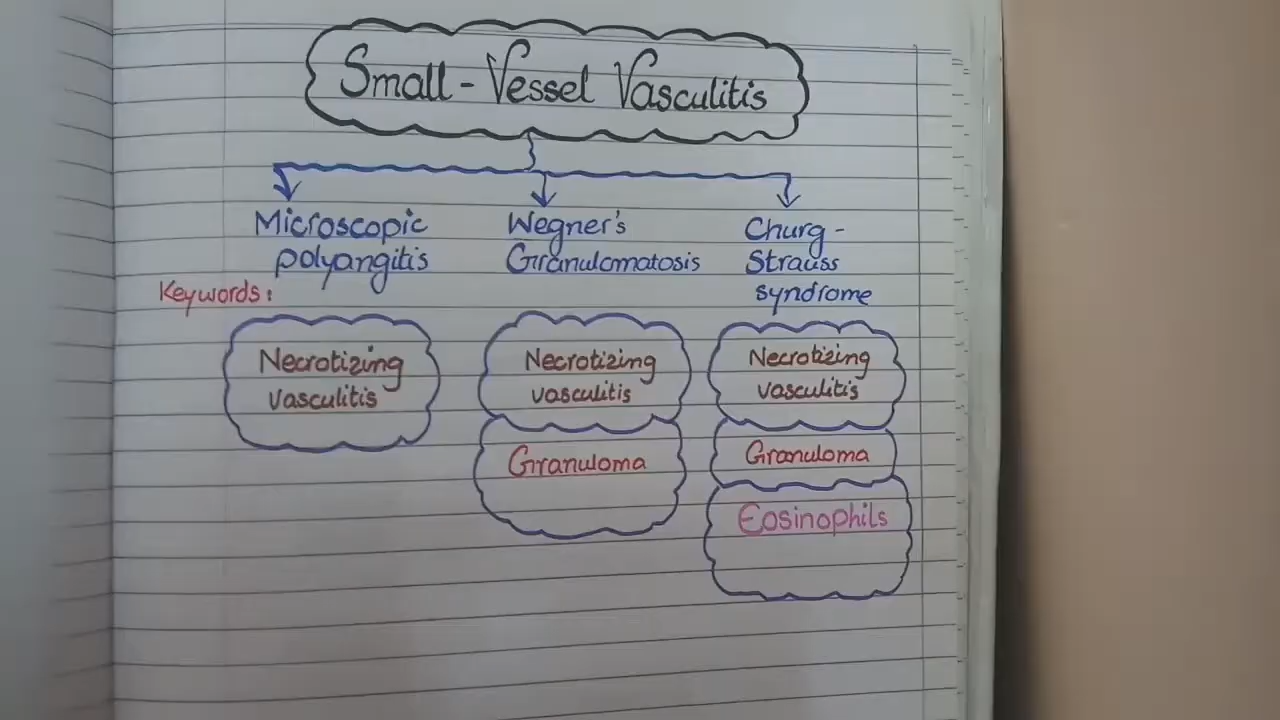 Small-Vessel Vasculitis
Microscopic
polyangitis
Wegner's
Granulomatosis
Churg-
Strauss
syndrome
Keywords:
Necrotizing
vasculitis
Necrotizing
vasculitis
Granuloma
Necrotizing
vasculitis
Granuloma
Eosinophils